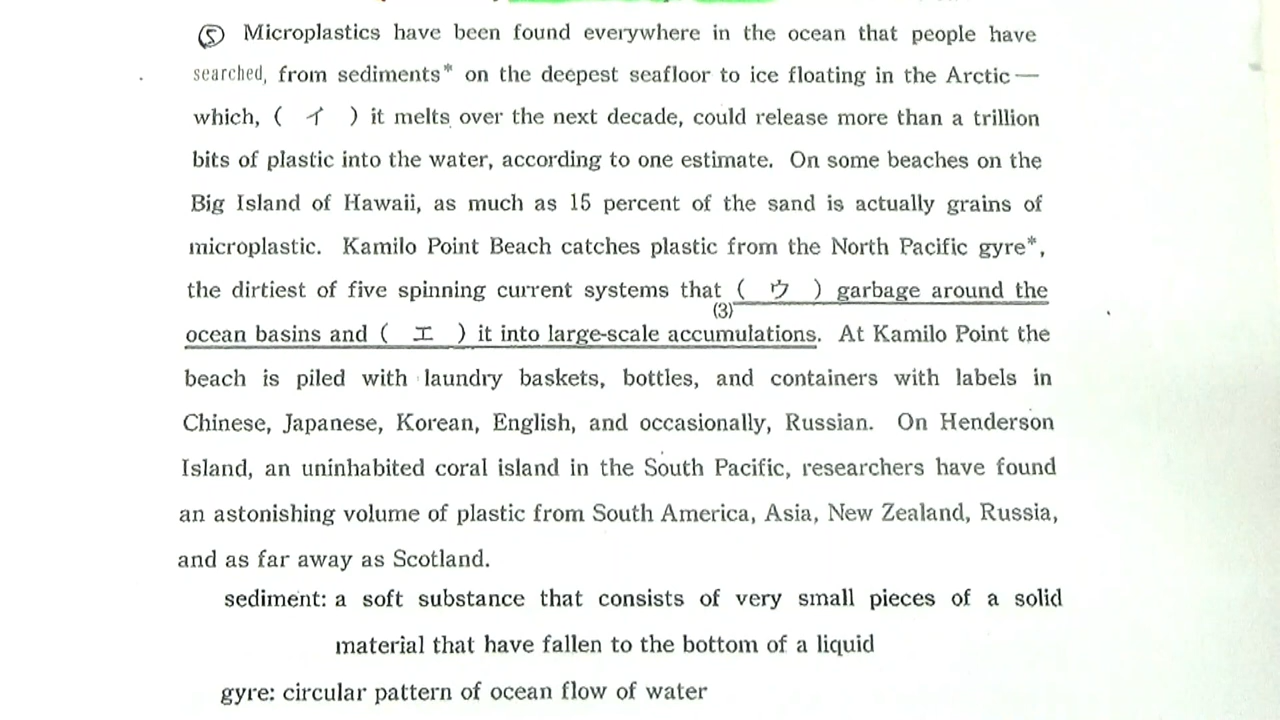 ⑤ Microplastics have been found everywhere in the ocean that people have
searched, from sediments* on the deepest seafloor to ice floating in the Arctic—
which, ( イ ) it melts over the next decade, could release more than a trillion
bits of plastic into the water, according to one estimate. On some beaches on the
Big Island of Hawaii, as much as 15 percent of the sand is actually grains of
microplastic. Kamilo Point Beach catches plastic from the North Pacific gyre*,
the dirtiest of five spinning current systems that ( ウ ) garbage around the
(3)
ocean basins and ( エ ) it into large-scale accumulations. At Kamilo Point the
beach is piled with laundry baskets, bottles, and containers with labels in
Chinese, Japanese, Korean, English, and occasionally, Russian. On Henderson
Island, an uninhabited coral island in the South Pacific, researchers have found
an astonishing volume of plastic from South America, Asia, New Zealand, Russia,
and as far away as Scotland.
sediment: a soft substance that consists of very small pieces of a solid
material that have fallen to the bottom of a liquid
gyre: circular pattern of ocean flow of water